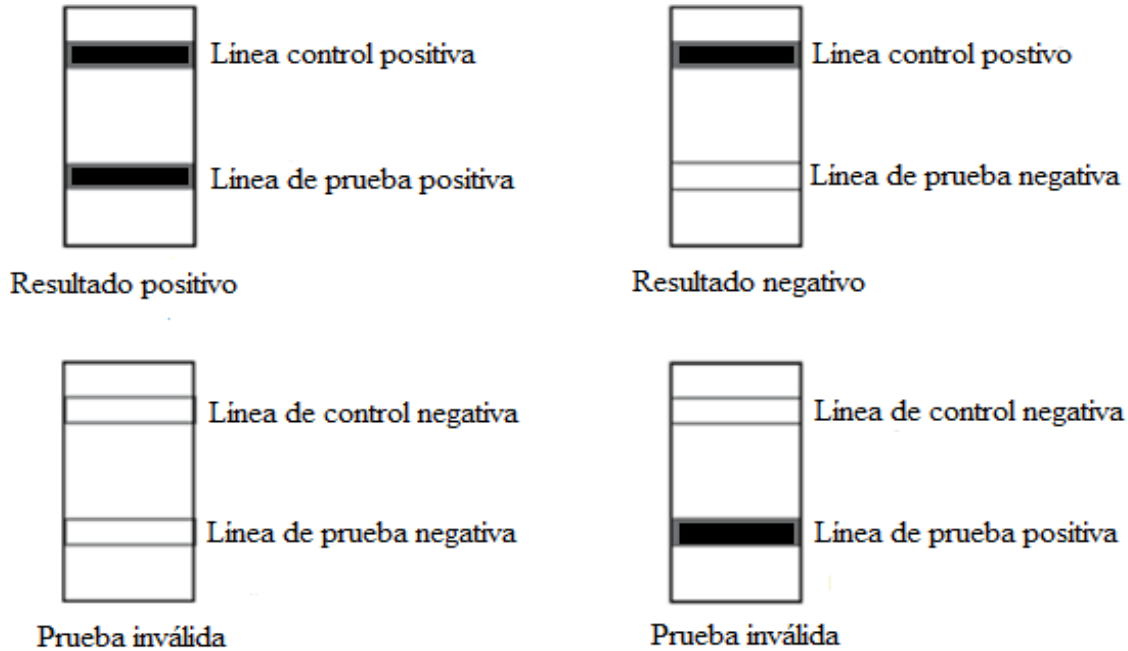 Línea control positiva
Línea control postivo
Línea de prueba positiva
Línea de prueba negativa
Resultado positivo
Resultado negativo
Línea de control negativa
Línea de control negativa
Línea de prueba negativa
Línea de prueba positiva
Prueba inválida
Prueba inválida